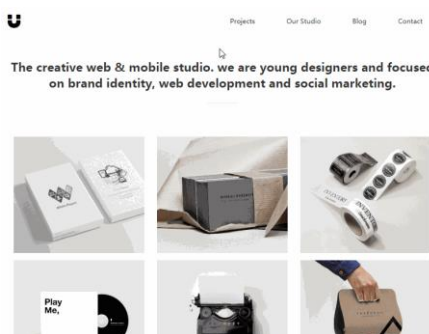 Projects Our Studio Blog Contact
The creative web & mobile studio. we are young designers and focused
on brand identity, web development and social marketing.
Play
Me,